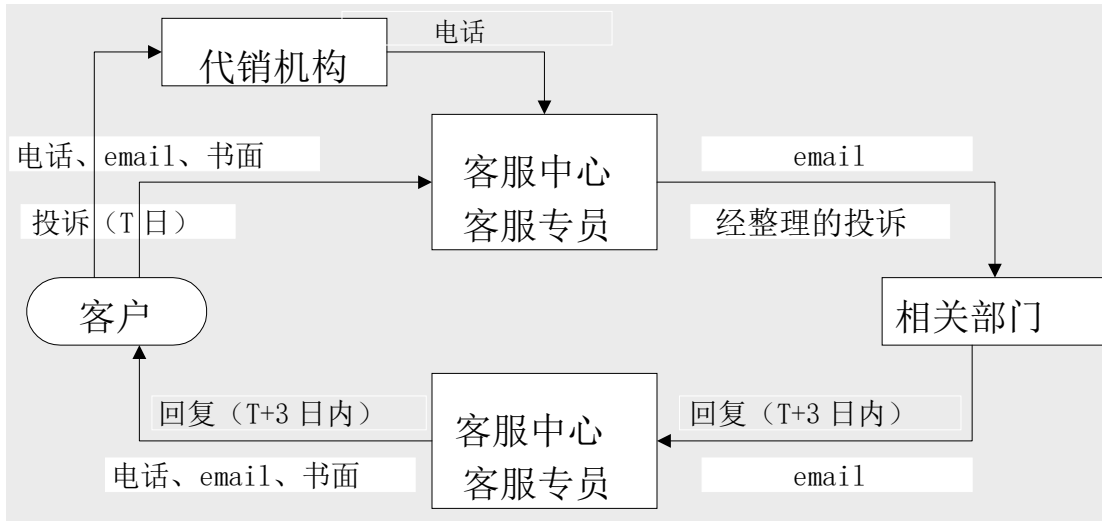 电话
代销机构
电话、email、书面
客服中心
客服专员
email
投诉（T 日）
经整理的投诉
客户
相关部门
回复（T+3 日内）
客服中心
客服专员
回复（T+3 日内）
电话、email、书面
email